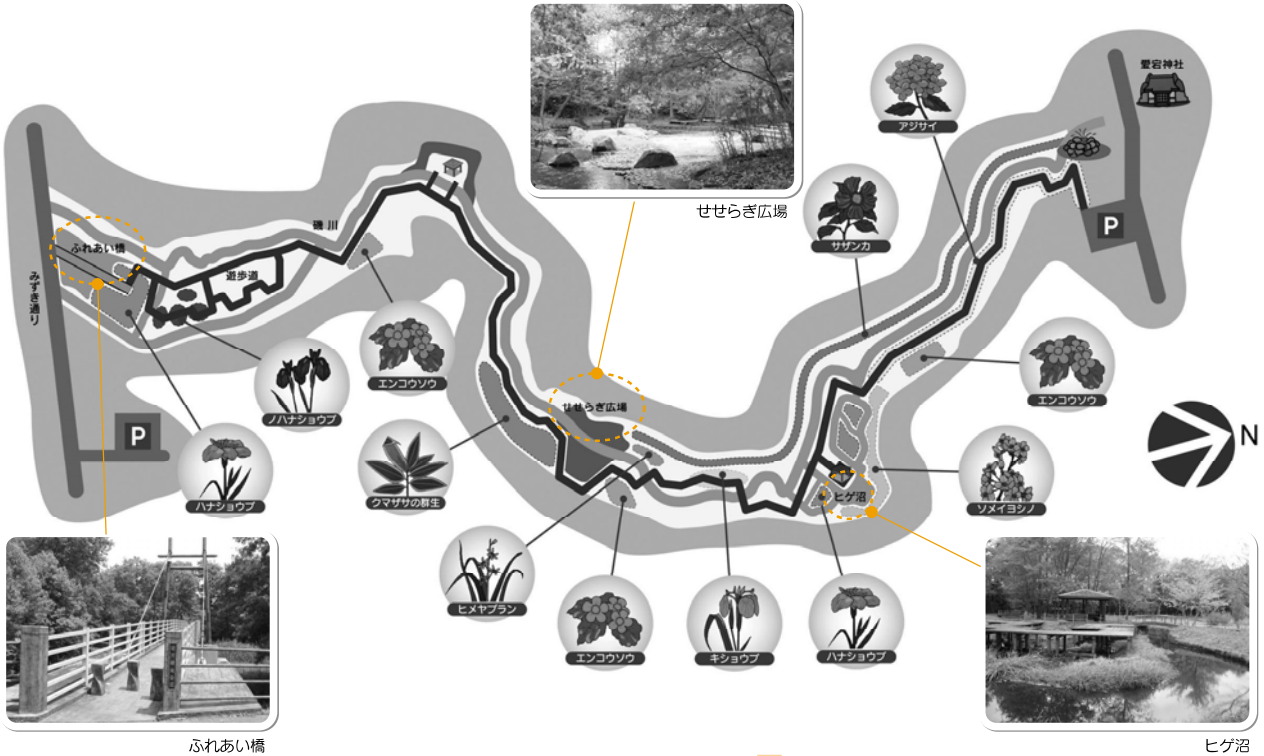 せせらぎ広場
アジサイ
愛宕神社
サザンカ
P
磯川
ふれあい橋
遊歩道
みずき通り
エンコウソウ
ノハナショウブ
せせらぎ広場
エンコウソウ
P
N
クマザサの群生
ハナショウブ
ヒゲ沼
ソメイヨシノ
ヒメヤブラン
エンコウソウ
キショウブ
ハナショウブ
ふれあい橋
ヒゲ沼